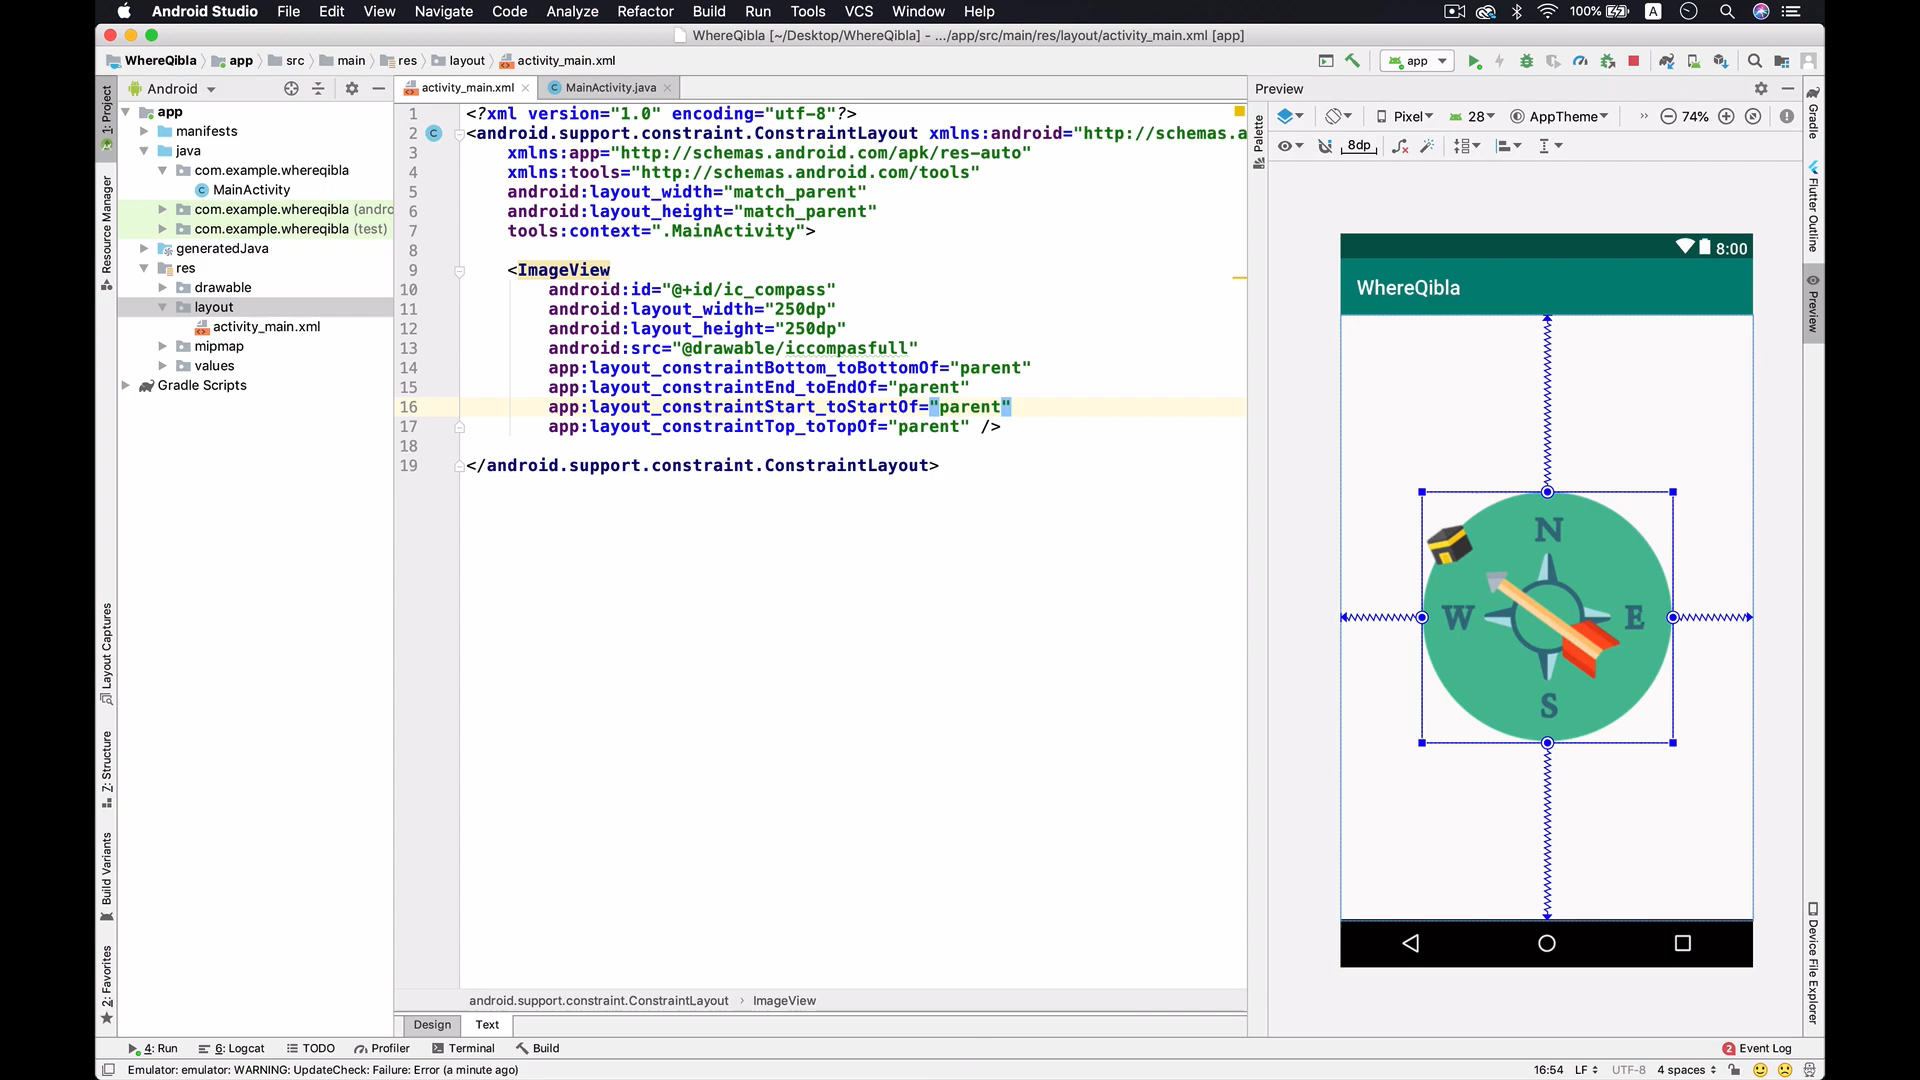 Android Studio File Edit View Navigate Code Analyze Refactor Build Run Tools VCS Window Help 100% A
WhereQibla [~/Desktop/WhereQibla] - .../app/src/main/res/layout/activity_main.xml [app]
WhereQibla app src main res layout activity_main.xml app
1: Project
Resource Manager
Layout Captures
Z: Structure
Build Variants
2: Favorites
Android
app
manifests
java
com.example.whereqibla
MainActivity
com.example.whereqibla (andro
com.example.whereqibla (test)
generatedJava
res
drawable
layout
activity_main.xml
mipmap
values
Gradle Scripts
activity_main.xml MainActivity.java
1 <?xml version="1.0" encoding="utf-8"?>
2 C <android.support.constraint.ConstraintLayout xmlns:android="http://schemas.a
3 xmlns:app="http://schemas.android.com/apk/res-auto"
4 xmlns:tools="http://schemas.android.com/tools"
5 android:layout_width="match_parent"
6 android:layout_height="match_parent"
7 tools:context=".MainActivity">
8
9 <ImageView
10 android:id="@+id/ic_compass"
11 android:layout_width="250dp"
12 android:layout_height="250dp"
13 android:src="@drawable/iccompasfull"
14 app:layout_constraintBottom_toBottomOf="parent"
15 app:layout_constraintEnd_toEndOf="parent"
16 app:layout_constraintStart_toStartOf="parent"
17 app:layout_constraintTop_toTopOf="parent" />
18
19 </android.support.constraint.ConstraintLayout>
android.support.constraint.ConstraintLayout › ImageView
Design Text
Preview
Palette
Pixel 28 AppTheme » 74%
8dp
8:00
WhereQibla
N
W E
S
Gradle
Flutter Outline
Preview
Device File Explorer
4: Run 6: Logcat TODO Profiler Terminal Build 2 Event Log
Emulator: emulator: WARNING: UpdateCheck: Failure: Error (a minute ago) 16:54 LF UTF-8 4 spaces